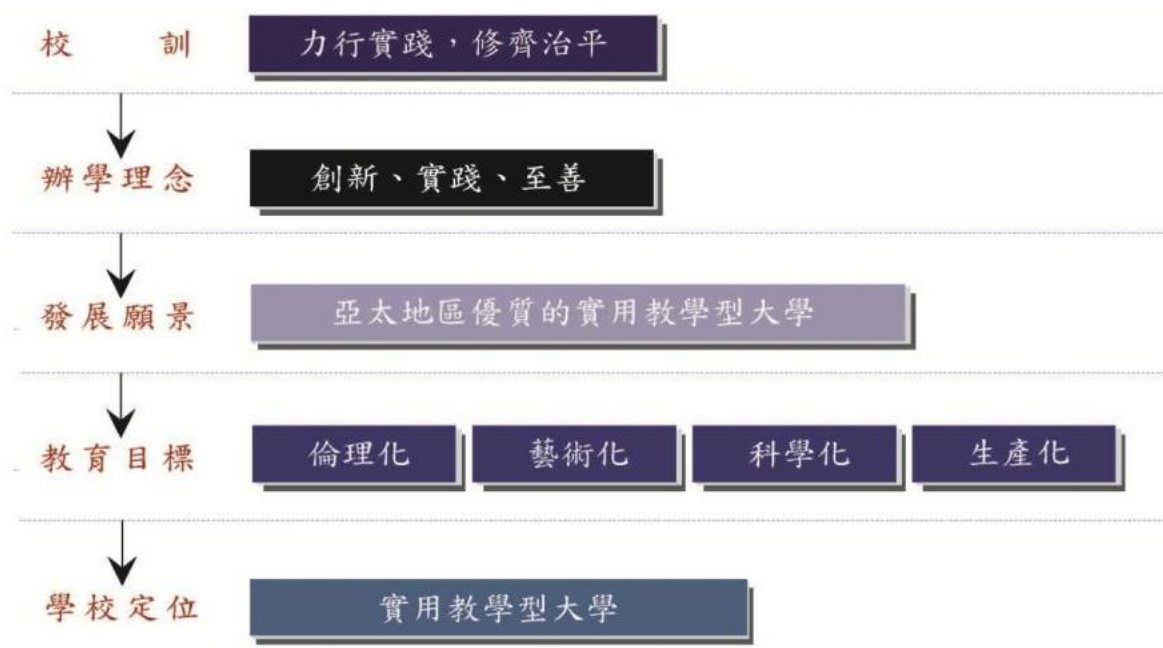 校 訓 力行實踐，修齊治平
辦學理念 創新、實踐、至善
發展願景 亞太地區優質的實用教學型大學
教育目標 倫理化 藝術化 科學化 生產化
學校定位 實用教學型大學